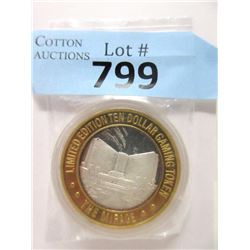 COTTON
AUCTIONS
Lot #
799
LIMITED EDITION TEN DOLLAR GAMING TOKEN
THE MIRAGE